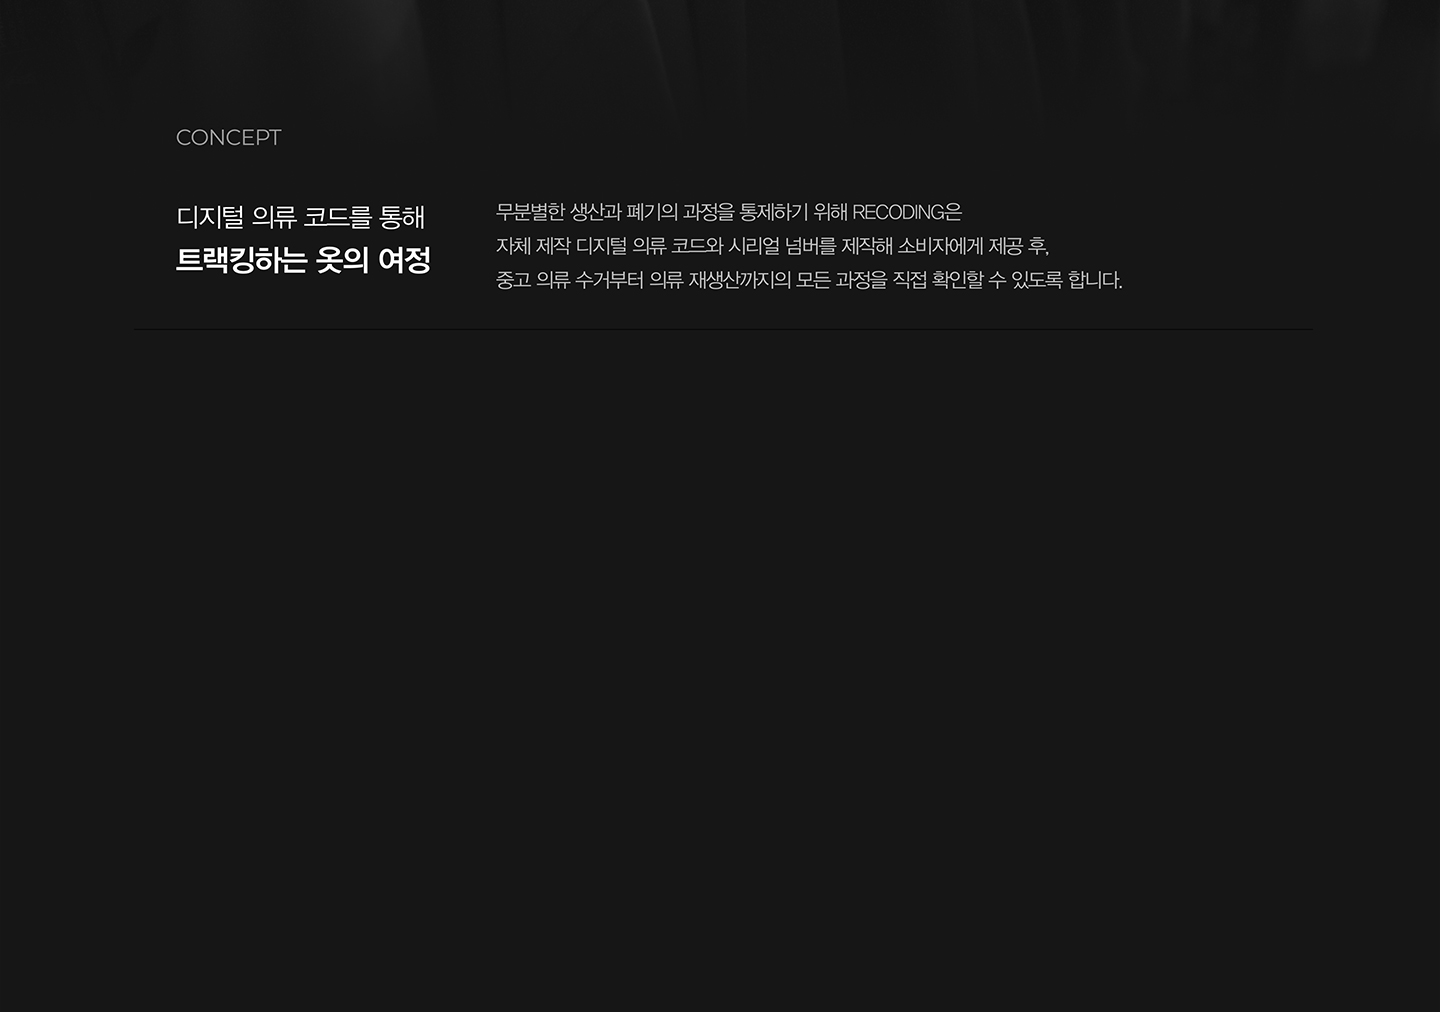 CONCEPT
디지털 의류 코드를 통해
트랙킹하는 옷의 여정
무분별한 생산과 폐기의 과정을 통제하기 위해 RECODING은
자체 제작 디지털 의류 코드와 시리얼 넘버를 제작해 소비자에게 제공 후,
중고 의류 수거부터 의류 재생산까지의 모든 과정을 직접 확인할 수 있도록 합니다.